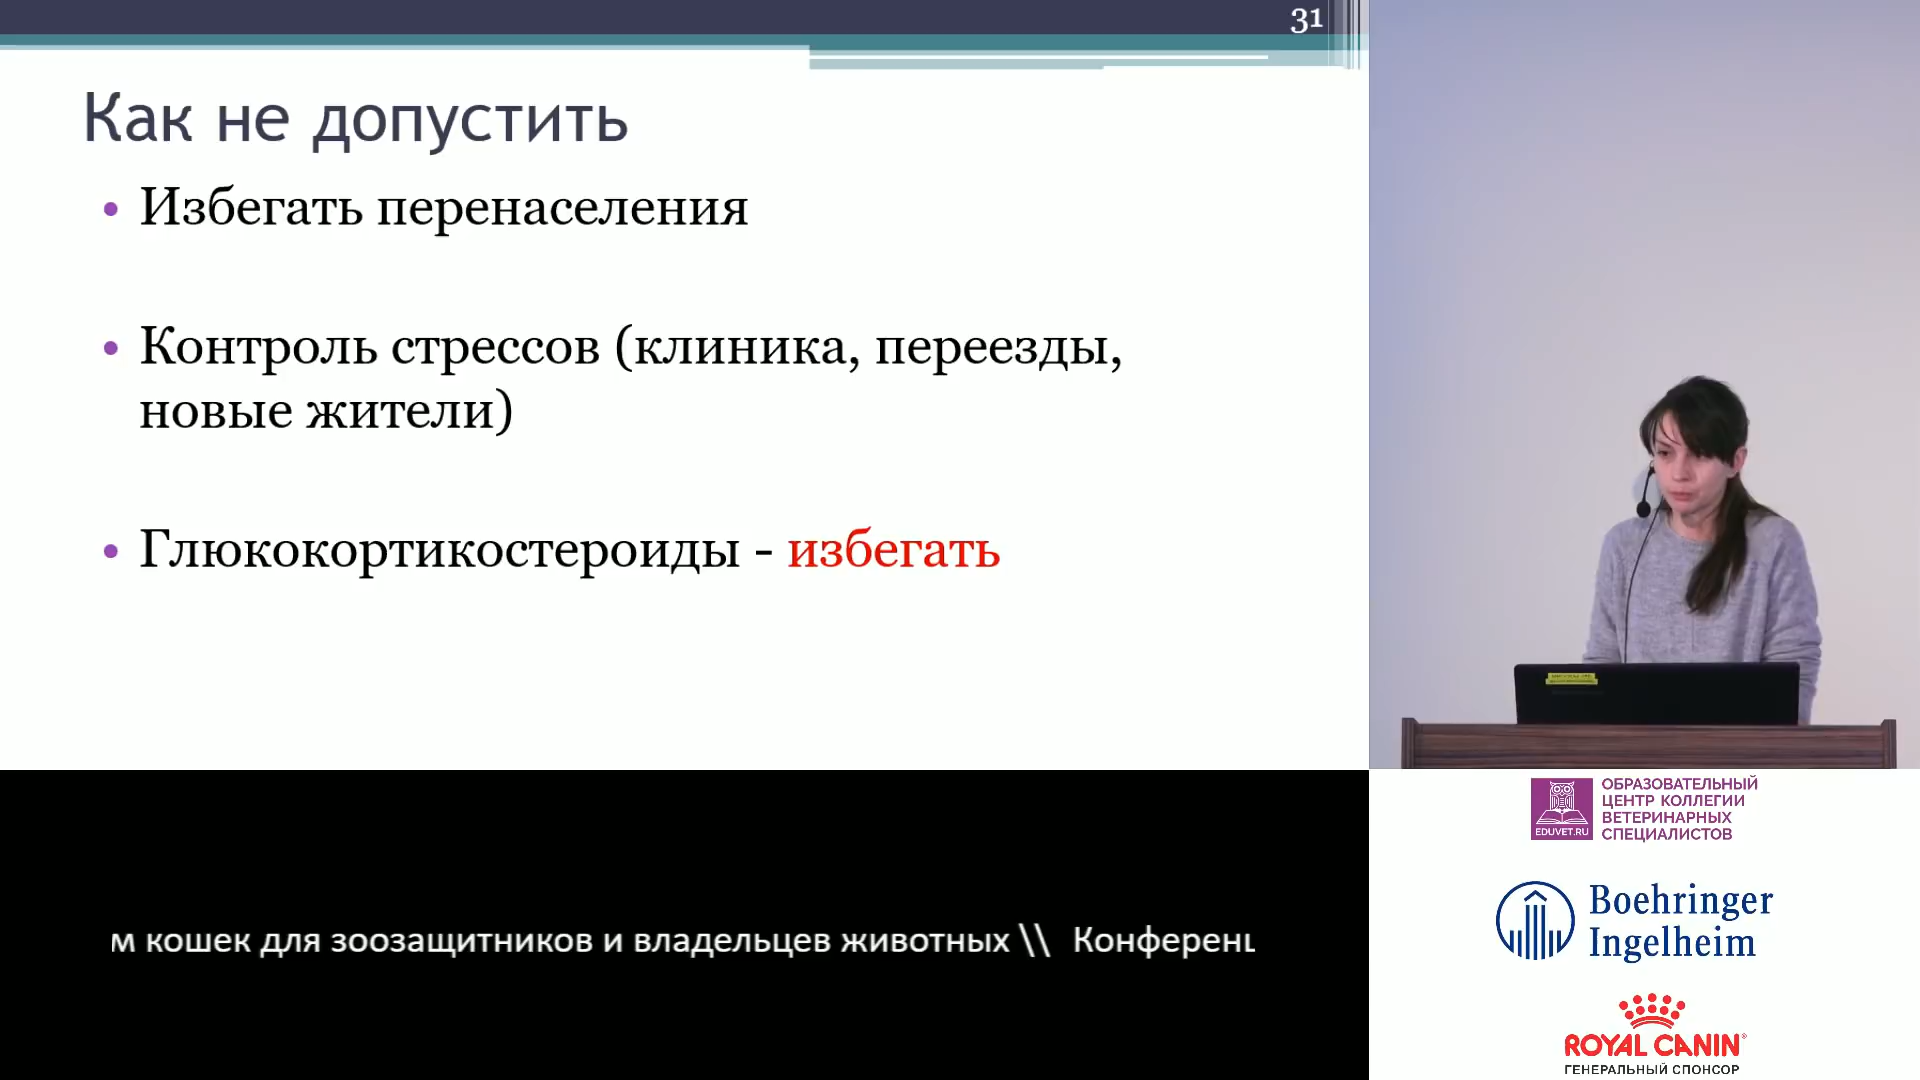 31
Как не допустить
• Избегать перенаселения
• Контроль стрессов (клиника, переезды,
новые жители)
• Глюкокортикостероиды - избегать
м кошек для зоозащитников и владельцев животных \\ Конференц
EDUVET.RU
ОБРАЗОВАТЕЛЬНЫЙ
ЦЕНТР КОЛЛЕГИИ
ВЕТЕРИНАРНЫХ
СПЕЦИАЛИСТОВ
Boehringer
Ingelheim
ROYAL CANIN
ГЕНЕРАЛЬНЫЙ СПОНСОР